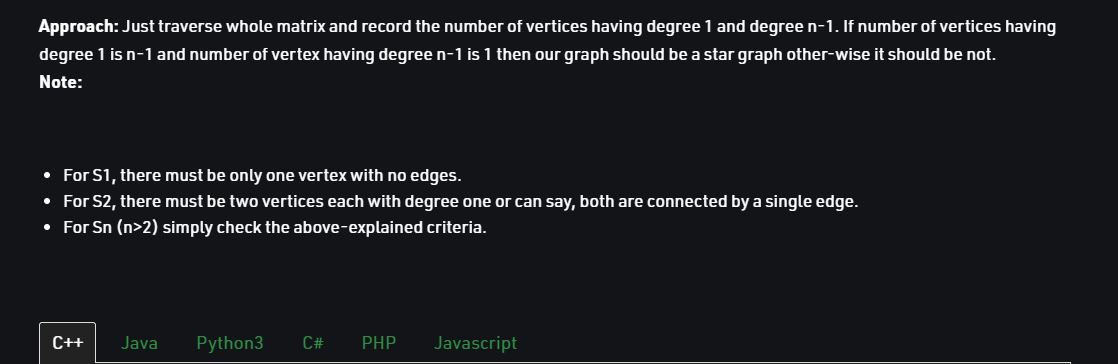 Approach: Just traverse whole matrix and record the number of vertices having degree 1 and degree n-1. If number of vertices having
degree 1 is n-1 and number of vertex having degree n-1 is 1 then our graph should be a star graph other-wise it should be not.
Note:
• For S1, there must be only one vertex with no edges.
• For S2, there must be two vertices each with degree one or can say, both are connected by a single edge.
• For Sn (n>2) simply check the above-explained criteria.
C++ Java Python3 C# PHP Javascript